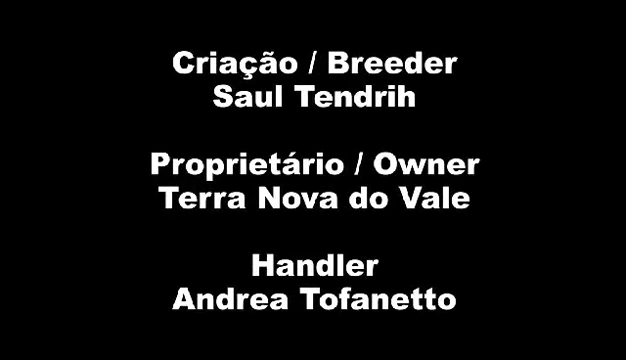 Criação / Breeder
Saul Tendrih
Proprietário / Owner
Terra Nova do Vale
Handler
Andrea Tofanetto